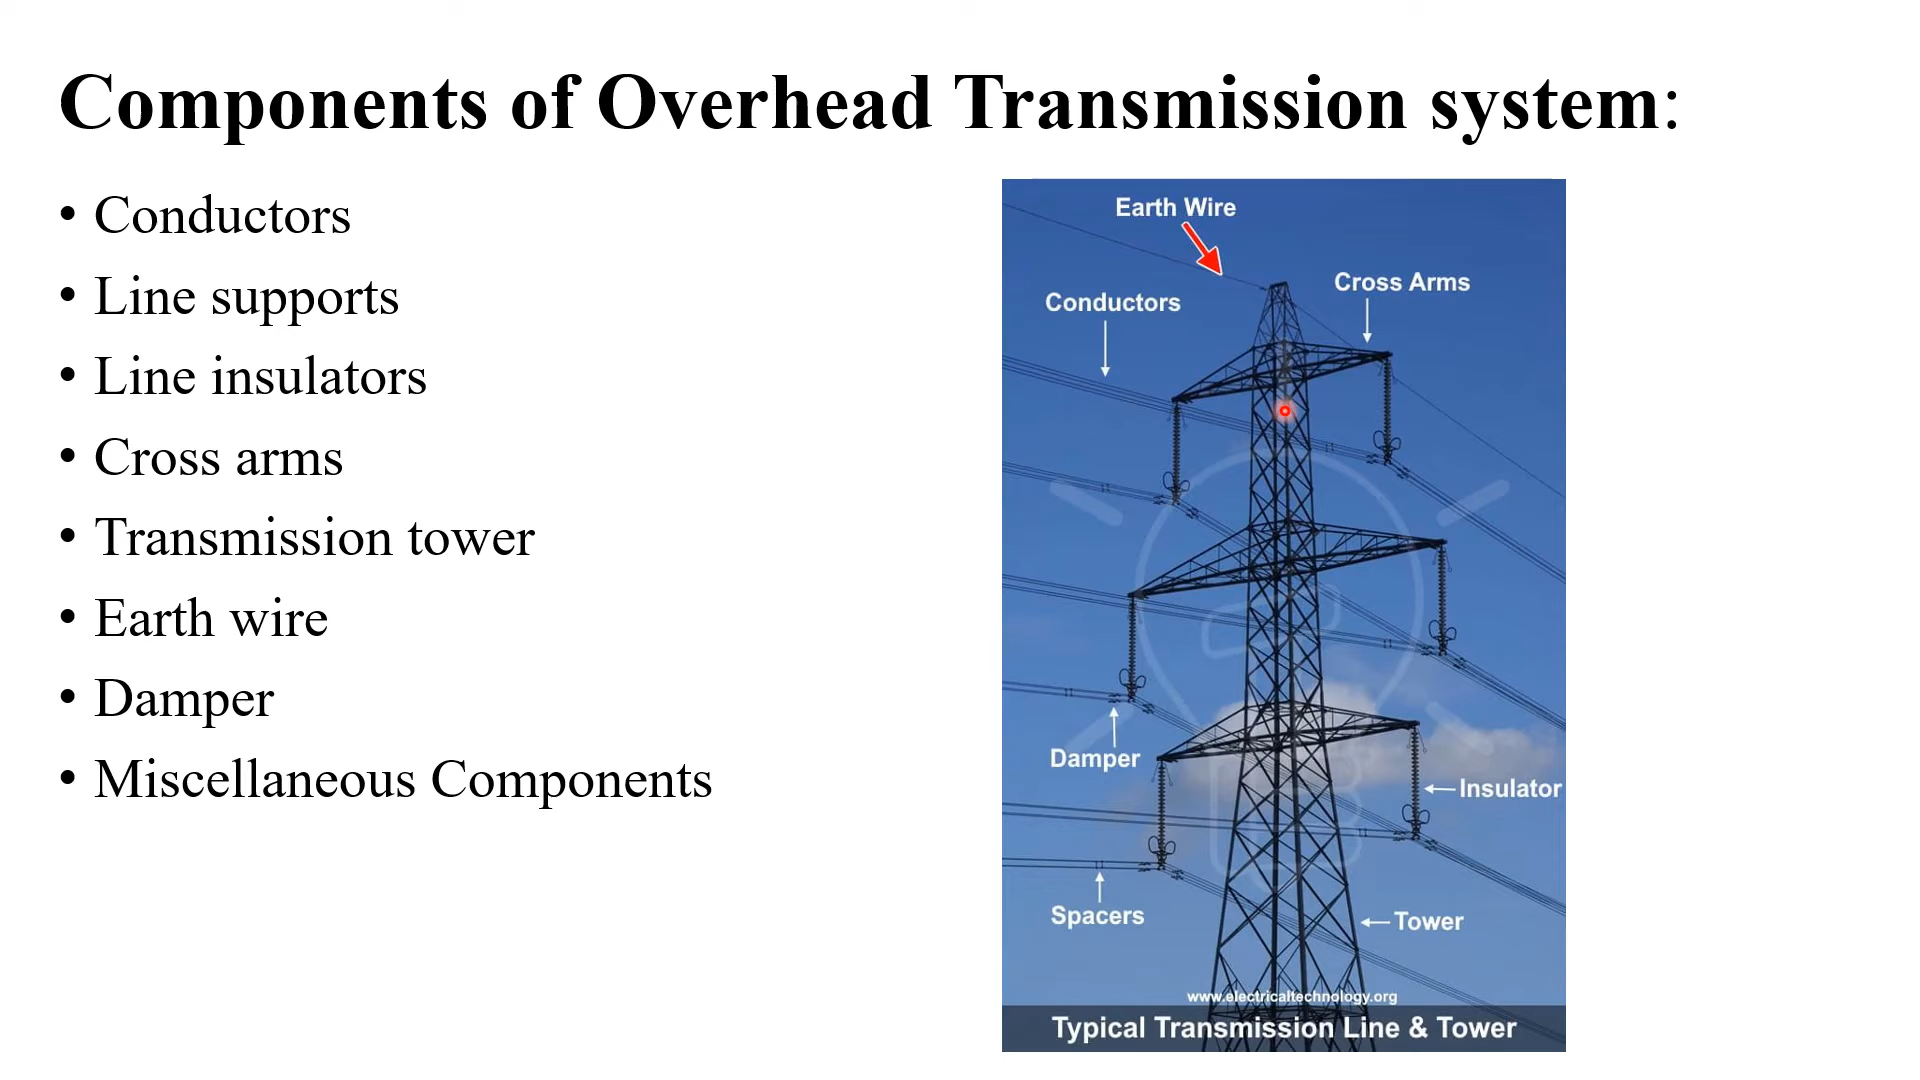 Components of Overhead Transmission system:
• Conductors
• Line supports
• Line insulators
• Cross arms
• Transmission tower
• Earth wire
• Damper
• Miscellaneous Components
Earth Wire
Cross Arms
Conductors
Damper
Insulator
Spacers
Tower
www.electricaltechnology.org
Typical Transmission Line & Tower